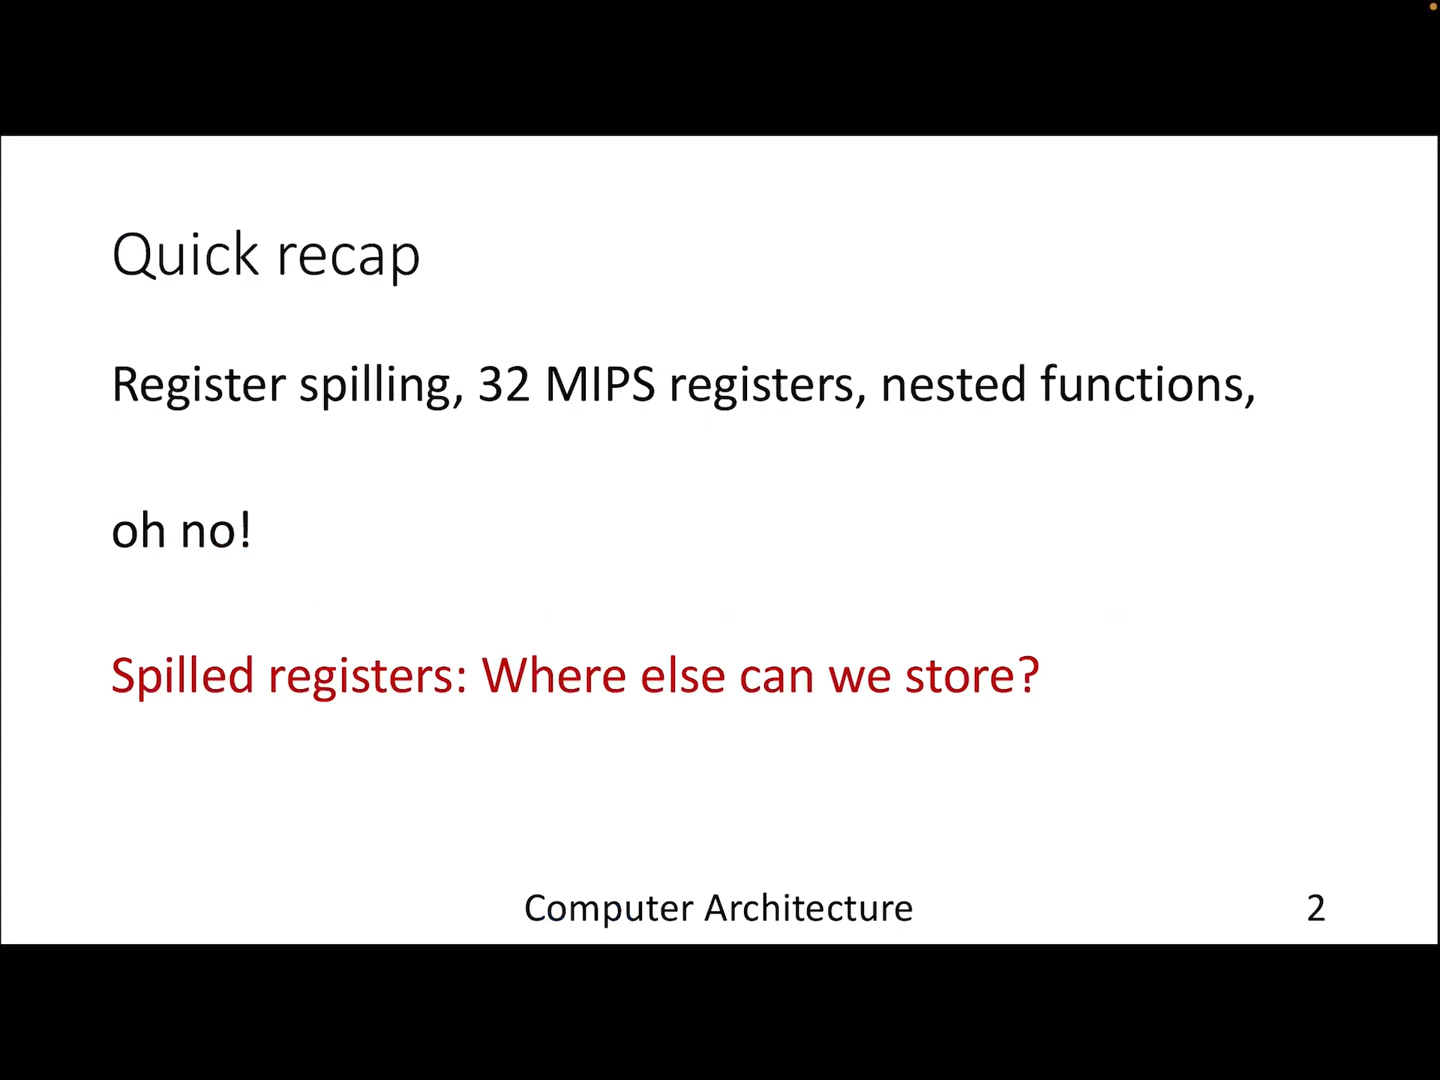 Quick recap
Register spilling, 32 MIPS registers, nested functions,
oh no!
Spilled registers: Where else can we store?
Computer Architecture
2